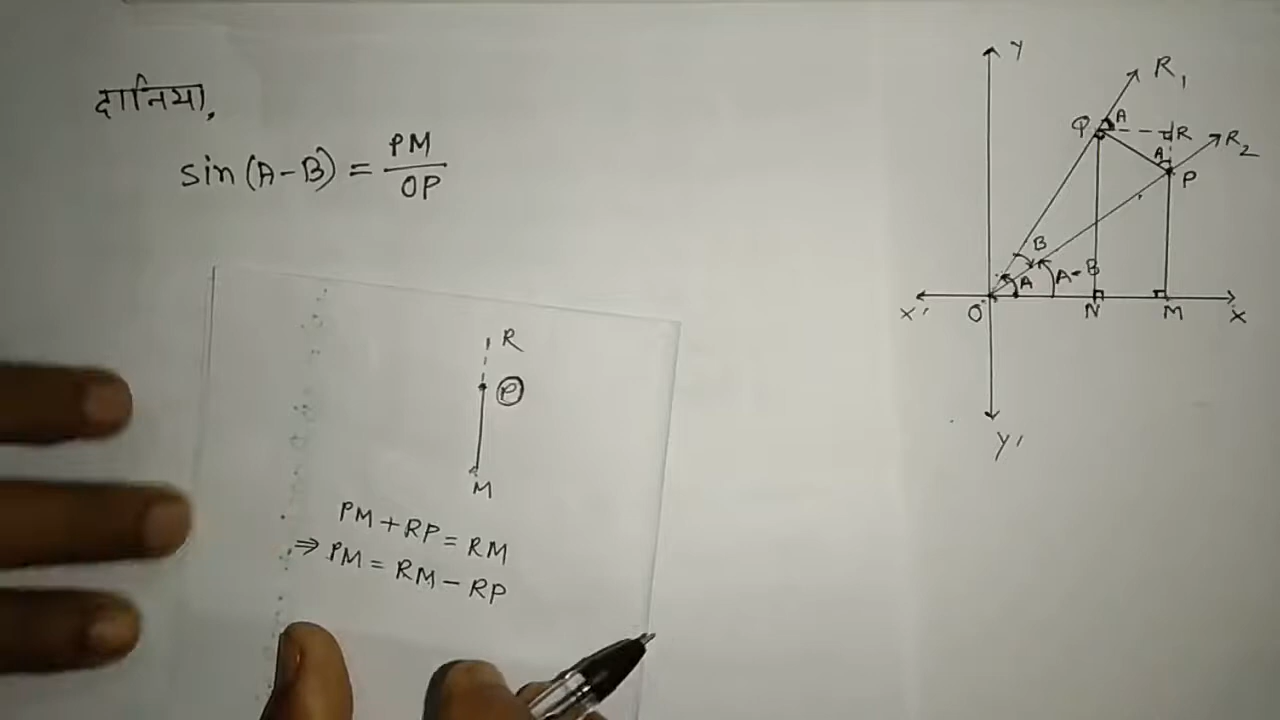 दानिया,
sin(A-B) = PM/OP
R
P
M
PM + RP = RM
⇒ PM = RM - RP
Y
R1
Q A R
R2
A
P
B
A A-B
X' O N M X
Y'